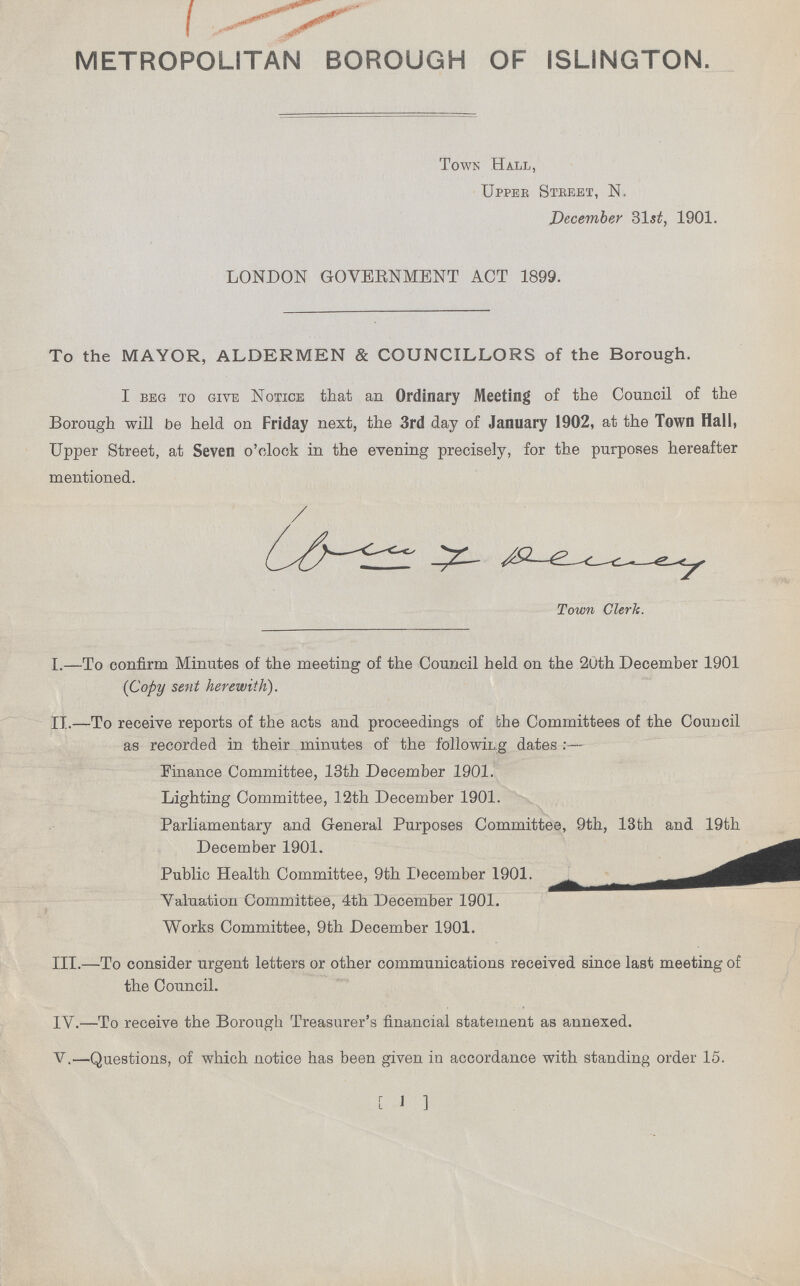 METROPOLITAN BOROUGH OF ISLINGTON.
TOWN HALL,
UPPER STREET, N.
December 31st, 1901.
LONDON GOVERNMENT ACT 1899.
To the MAYOR, ALDERMEN & COUNCILLORS of the Borough.
I BEG TO GIVE NOTICE that an Ordinary Meeting of the Council of the
Borough will be held on Friday next, the 3rd day of January 1902, at the Town Hall,
Upper Street, at Seven o'clock in the evening precisely, for the purposes hereafter
mentioned.
Wm F Dewey
Town Clerk.
I.—To confirm Minutes of the meeting of the Council held on the 20th December 1901
(Copy sent herewith).
II.—To receive reports of the acts and proceedings of the Committees of the Council
as recorded in their minutes of the following dates :—
Finance Committee, 13th December 1901.
Lighting Committee, 12th December 1901.
Parliamentary and General Purposes Committee, 9th, 13th and 19th
December 1901.
Public Health Committee, 9th December 1901.
Valuation Committee, 4th December 1901.
Works Committee, 9th December 1901.
III.—To consider urgent letters or other communications received since last meeting of
the Council.
IV.—To receive the Borough Treasurer's financial statement as annexed.
V.—Questions, of which notice has been given in accordance with standing order 15.
[ 1 ]